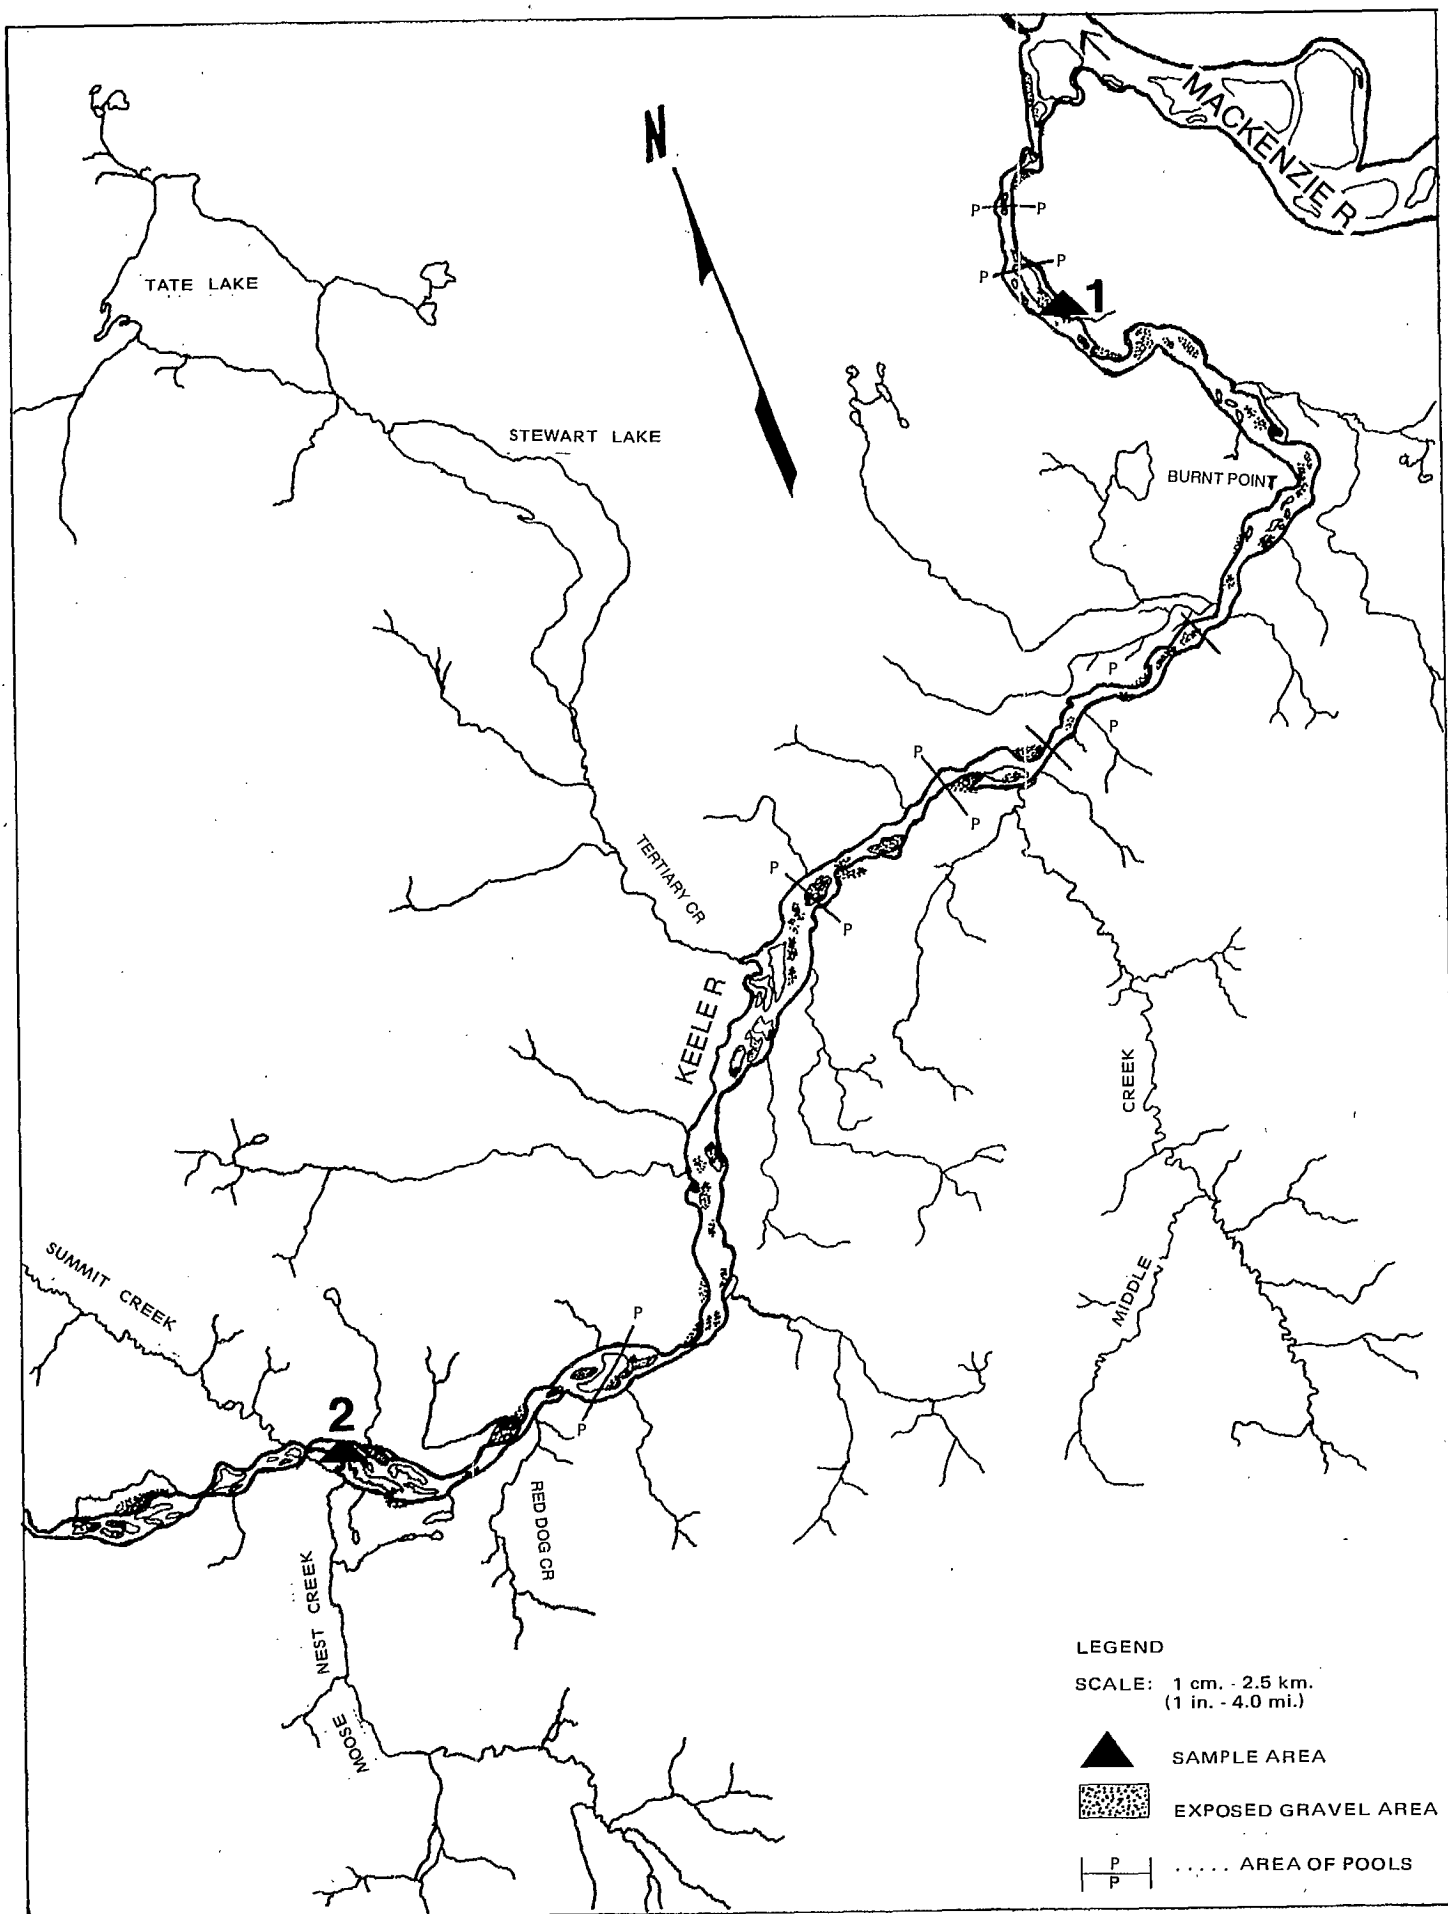 MACKENZIE R
N
P
P
P
P
1
TATE LAKE
STEWART LAKE
BURNT POINT
P
P
P
P
TERTIARY CR
P
P
KEELE R
CREEK
MIDDLE
SUMMIT CREEK
P
P
2
RED DOG CR
NEST CREEK
MOOSE
LEGEND
SCALE: 1 cm. - 2.5 km.
(1 in. - 4.0 mi.)
SAMPLE AREA
EXPOSED GRAVEL AREA
P
P
..... AREA OF POOLS